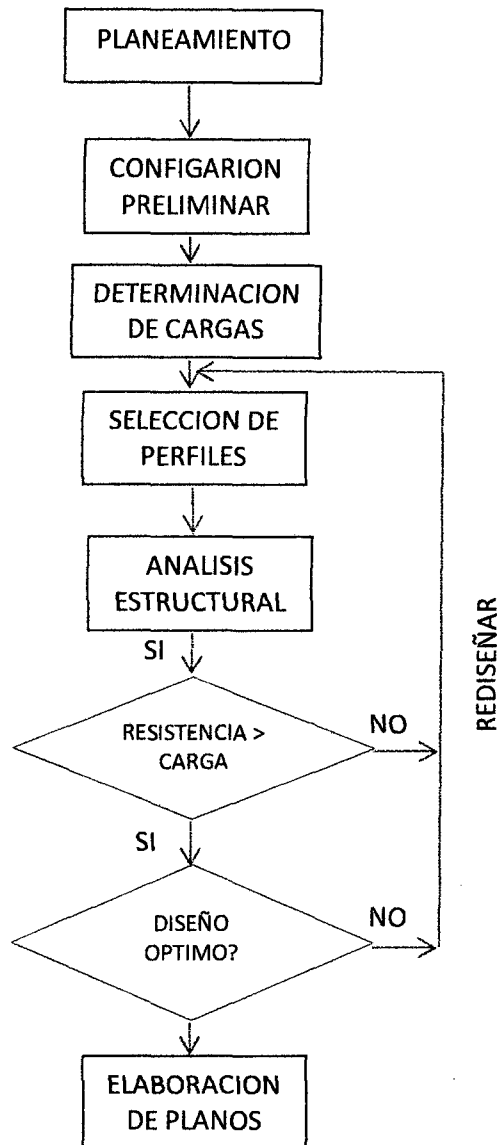 PLANEAMIENTO
CONFIGARION
PRELIMINAR
DETERMINACION
DE CARGAS
SELECCION DE
PERFILES
ANALISIS
ESTRUCTURAL
SI
RESISTENCIA >
CARGA
NO
REDISEÑAR
SI
DISEÑO
OPTIMO?
NO
ELABORACION
DE PLANOS